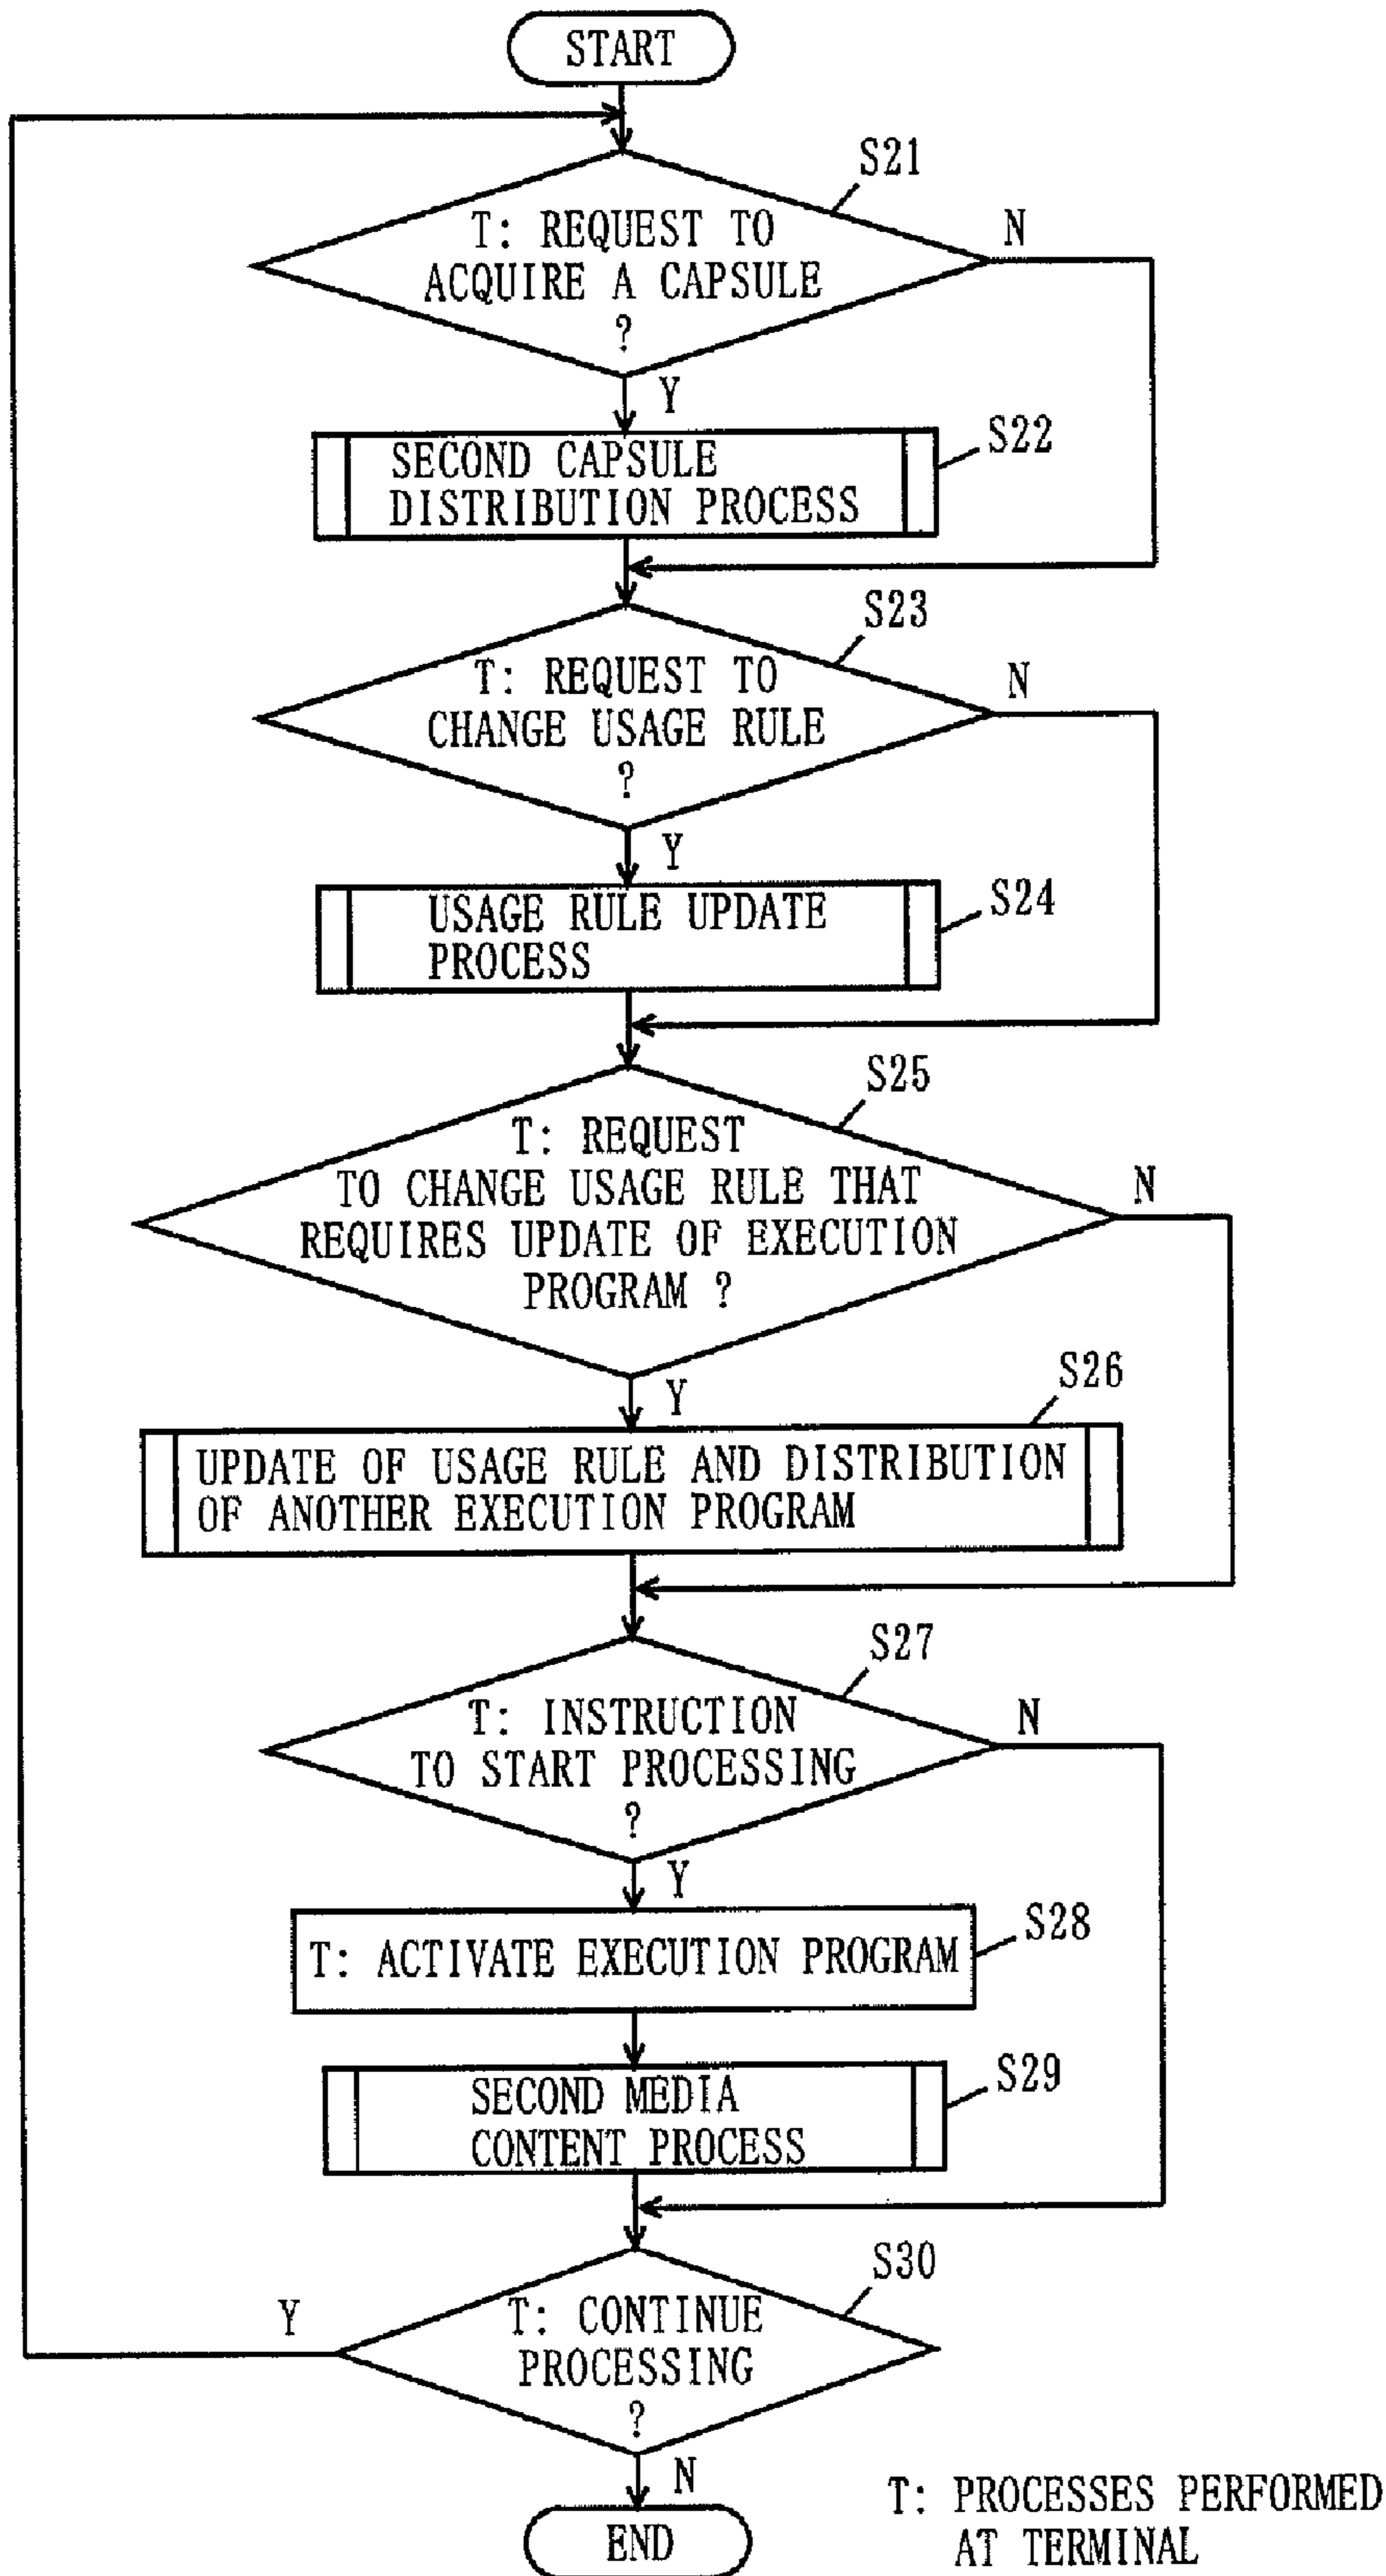 START
S21
T: REQUEST TO
ACQUIRE A CAPSULE
?
N
Y
S22
SECOND CAPSULE
DISTRIBUTION PROCESS
S23
T: REQUEST TO
CHANGE USAGE RULE
?
N
Y
S24
USAGE RULE UPDATE
PROCESS
S25
T: REQUEST
TO CHANGE USAGE RULE THAT
REQUIRES UPDATE OF EXECUTION
PROGRAM ?
N
Y
S26
UPDATE OF USAGE RULE AND DISTRIBUTION
OF ANOTHER EXECUTION PROGRAM
S27
T: INSTRUCTION
TO START PROCESSING
?
N
Y
S28
T: ACTIVATE EXECUTION PROGRAM
S29
SECOND MEDIA
CONTENT PROCESS
S30
T: CONTINUE
PROCESSING
?
Y
N
END
T: PROCESSES PERFORMED
AT TERMINAL